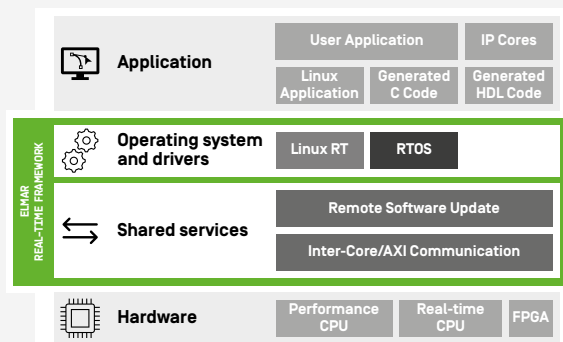 User Application
IP Cores
Application
Linux
Application
Generated
C Code
Generated
HDL Code
ELMAR
REAL-TIME FRAMEWORK
Operating system
and drivers
Linux RT
RTOS
Shared services
Remote Software Update
Inter-Core/AXI Communication
Hardware
Performance
CPU
Real-time
CPU
FPGA